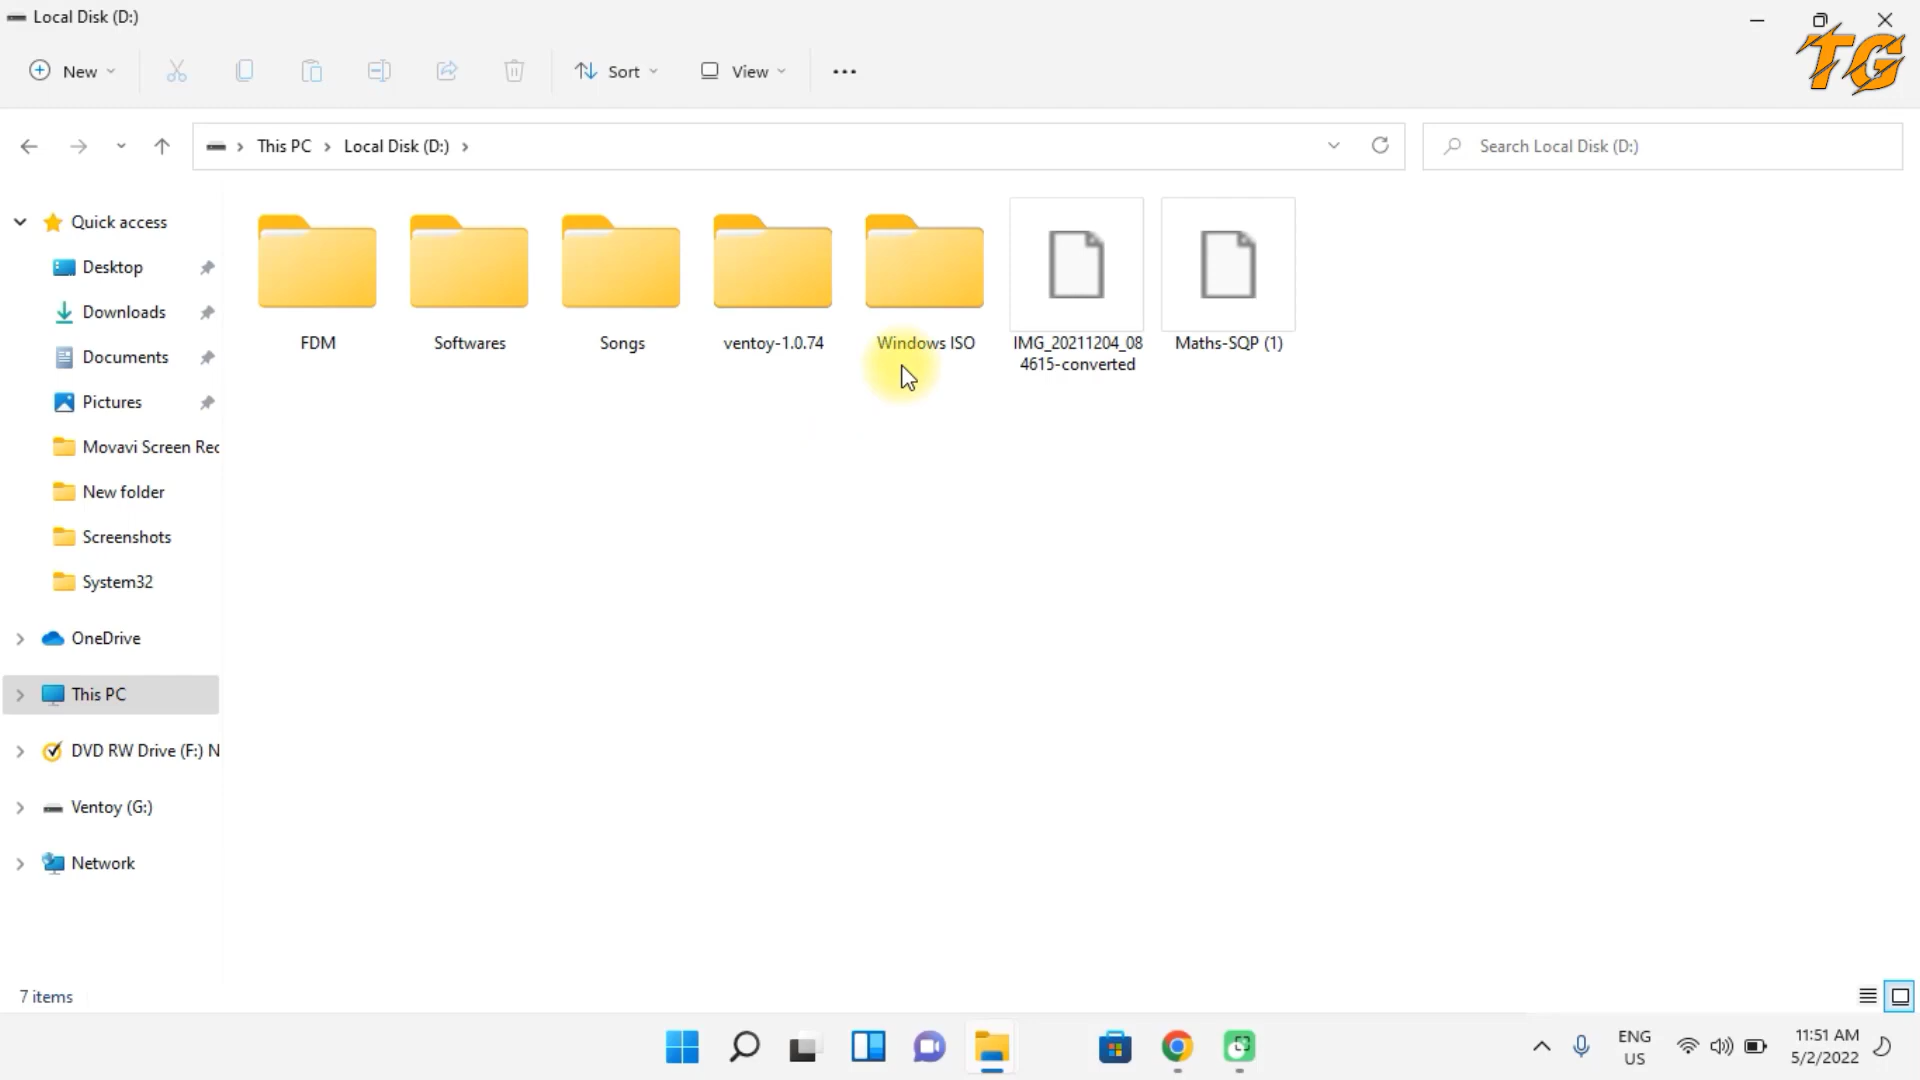 Local Disk (D:)
TG
New
Sort
View
This PC
Local Disk (D:)
Search Local Disk (D:)
Quick access
Desktop
Downloads
Documents
Pictures
Movavi Screen Rec
New folder
Screenshots
System32
OneDrive
This PC
DVD RW Drive (F:) N
Ventoy (G:)
Network
FDM
Softwares
Songs
ventoy-1.0.74
Windows ISO
IMG_20211204_08
4615-converted
Maths-SQP (1)
7 items
ENG
US
11:51 AM
5/2/2022